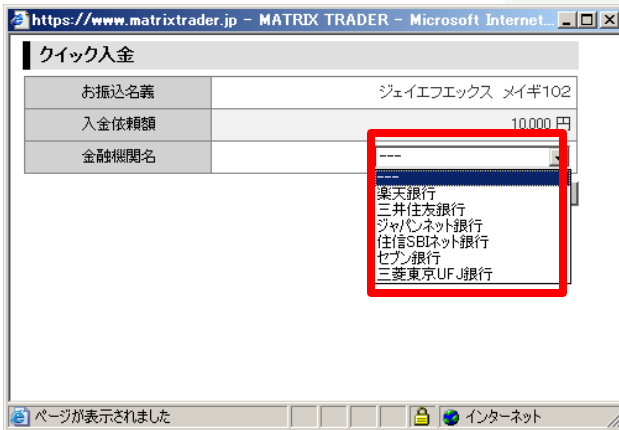 https://www.matrixtrader.jp - MATRIX TRADER - Microsoft Internet...
クイック入金
お振込名義 ジェイエフエックス メイギ102
入金依頼額 10,000 円
金融機関名 ---
---
楽天銀行
三井住友銀行
ジャパンネット銀行
住信SBIネット銀行
セブン銀行
三菱東京UFJ銀行
ページが表示されました インターネット